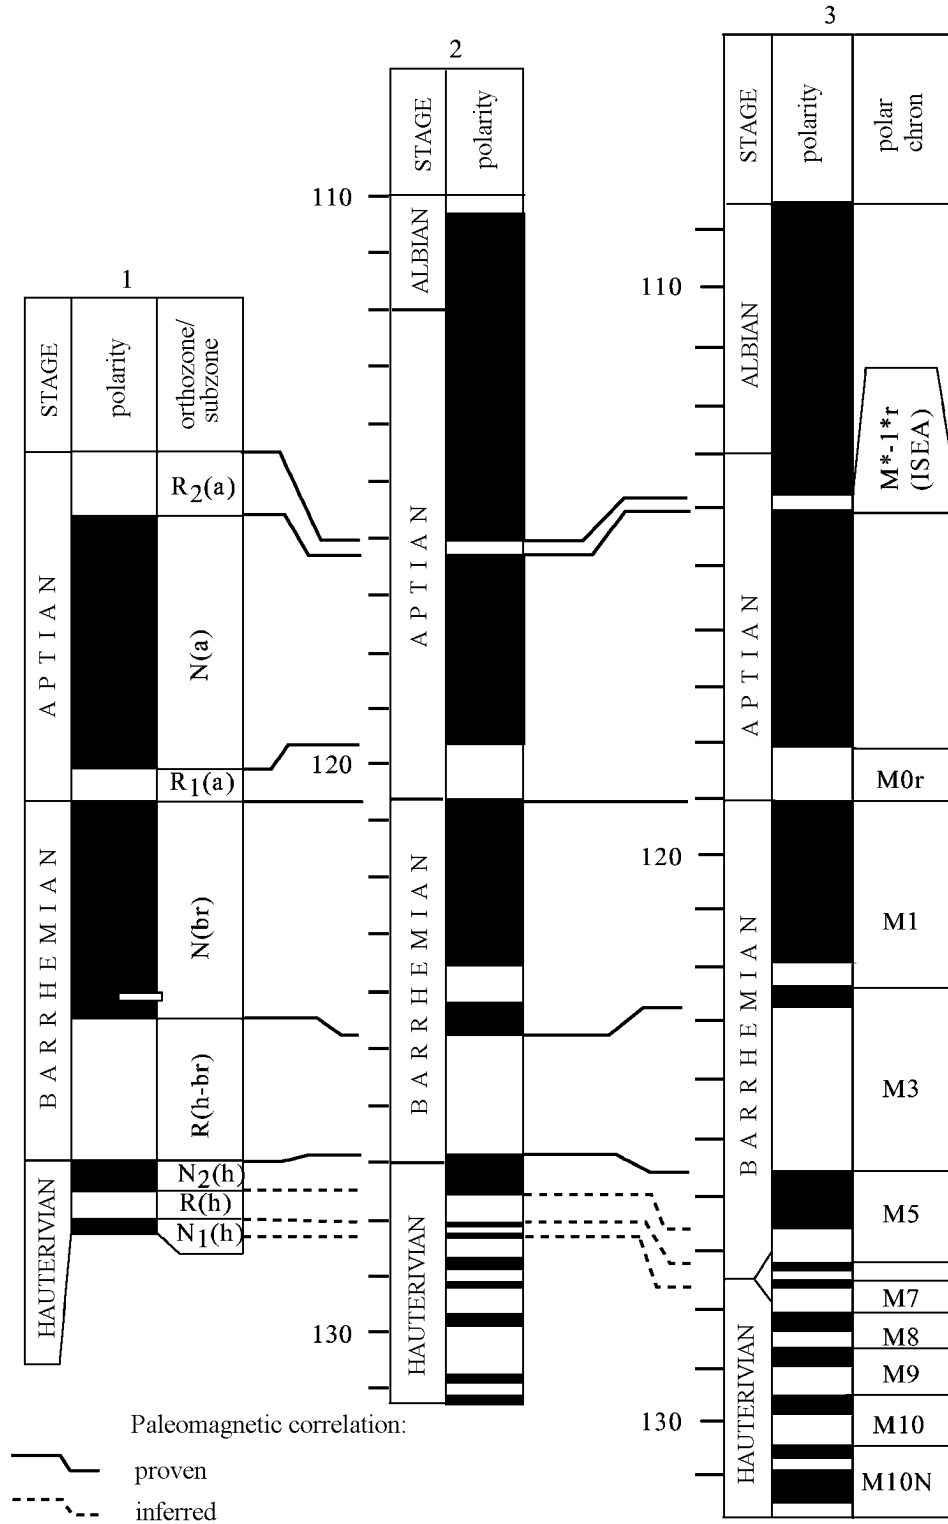 1
STAGE
polarity
orthozone/
subzone
APTIAN
BARRHEMIAN
HAUTERIVIAN
R2(a)
N(a)
R1(a)
N(br)
R(h-br)
N2(h)
R(h)
N1(h)
2
STAGE
polarity
110
120
130
ALBIAN
APTIAN
BARRHEMIAN
HAUTERIVIAN
3
STAGE
polarity
polar
chron
110
120
130
ALBIAN
APTIAN
BARRHEMIAN
HAUTERIVIAN
M*-1*r
(ISEA)
M0r
M1
M3
M5
M7
M8
M9
M10
M10N
Paleomagnetic correlation:
proven
inferred